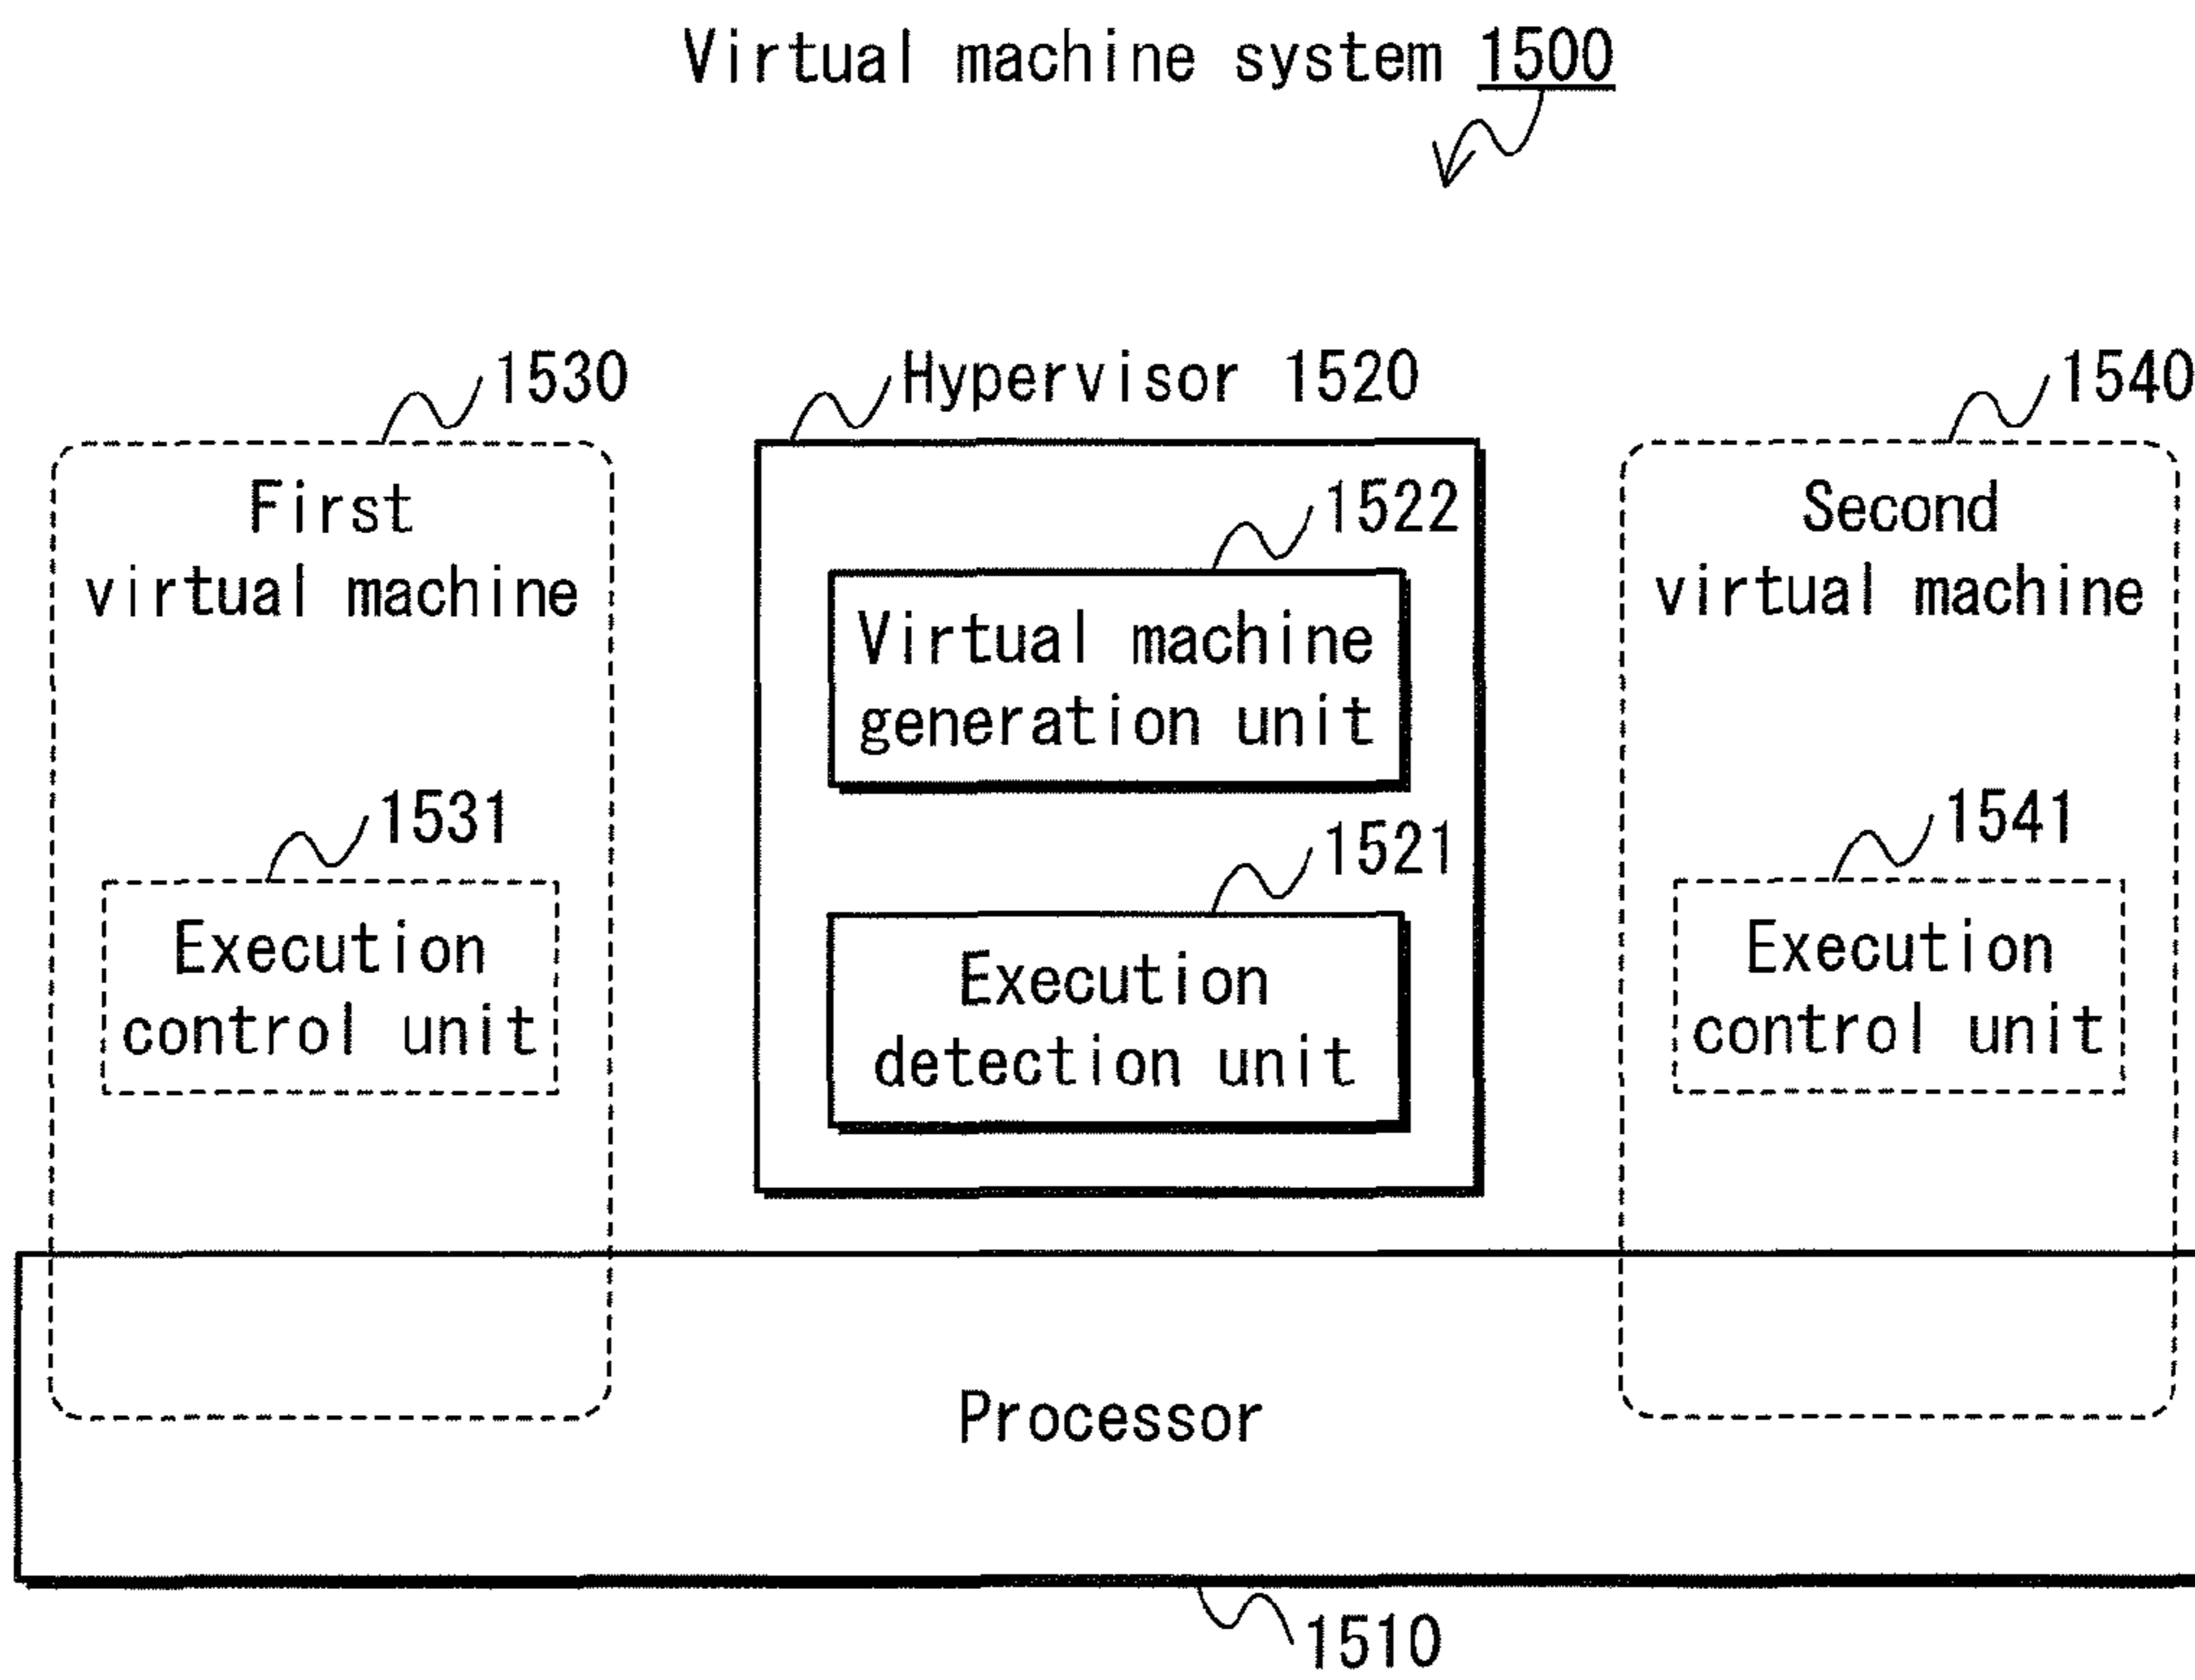 Virtual machine system 1500
1530
Hypervisor 1520
1540
First
virtual machine
1522
Second
virtual machine
Virtual machine
generation unit
1531
1521
1541
Execution
control unit
Execution
detection unit
Execution
control unit
Processor
1510